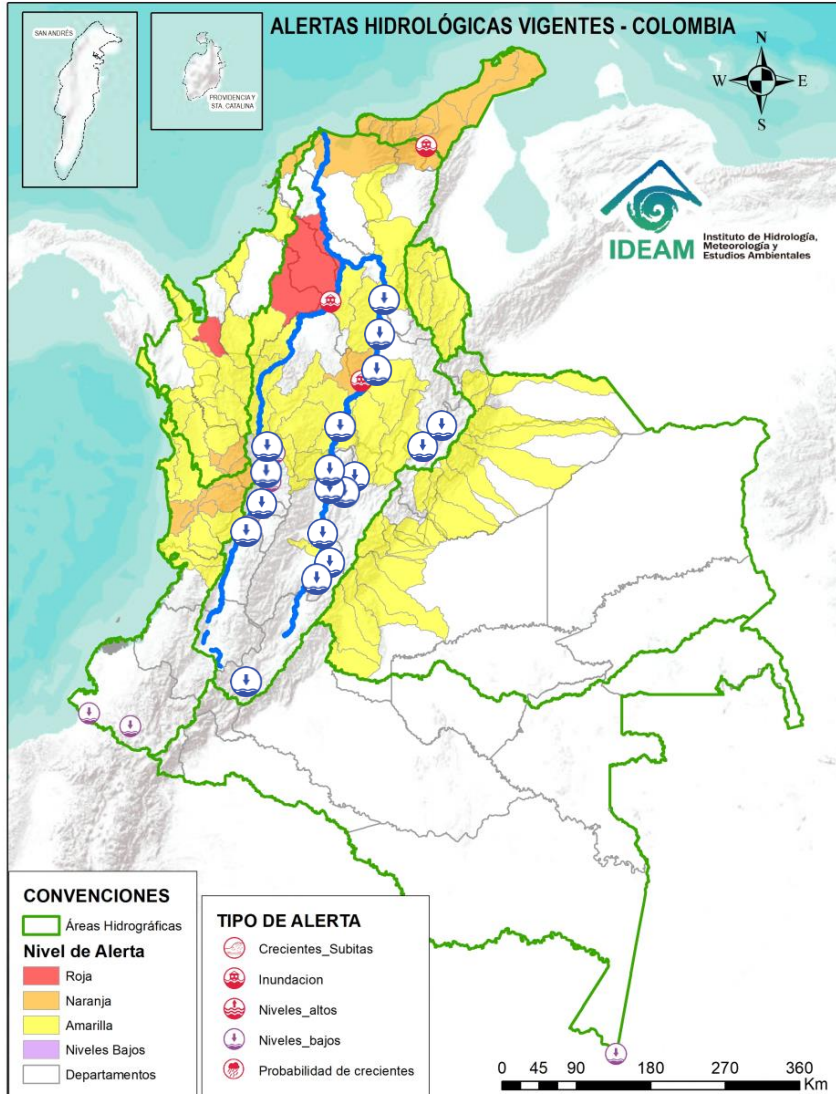 ALERTAS HIDROLÓGICAS VIGENTES - COLOMBIA
SAN ANDRÉS
PROVIDENCIA Y
STA. CATALINA
N
W
E
S
IDEAM
Instituto de Hidrología,
Meteorología y
Estudios Ambientales
CONVENCIONES
Áreas Hidrográficas
Nivel de Alerta
Roja
Naranja
Amarilla
Niveles Bajos
Departamentos
TIPO DE ALERTA
Crecientes_Subitas
Inundacion
Niveles_altos
Niveles_bajos
Probabilidad de crecientes
0 45 90 180 270 360
Km